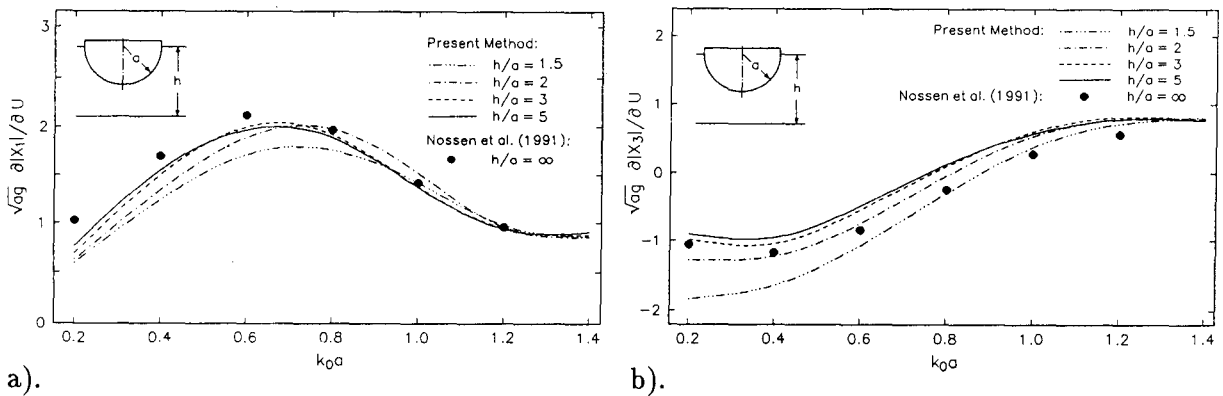 √ag ∂|X₁|/∂U
3
2
1
0
0.2 0.4 0.6 0.8 1.0 1.2 1.4
k₀a
a
h
Present Method:
h/a = 1.5
h/a = 2
h/a = 3
h/a = 5
Nossen et al. (1991):
h/a = ∞
a).
√ag ∂|X₃|/∂U
2
1
0
−1
−2
0.2 0.4 0.6 0.8 1.0 1.2 1.4
k₀a
a
h
Present Method: h/a = 1.5
h/a = 2
h/a = 3
h/a = 5
Nossen et al. (1991): h/a = ∞
b).